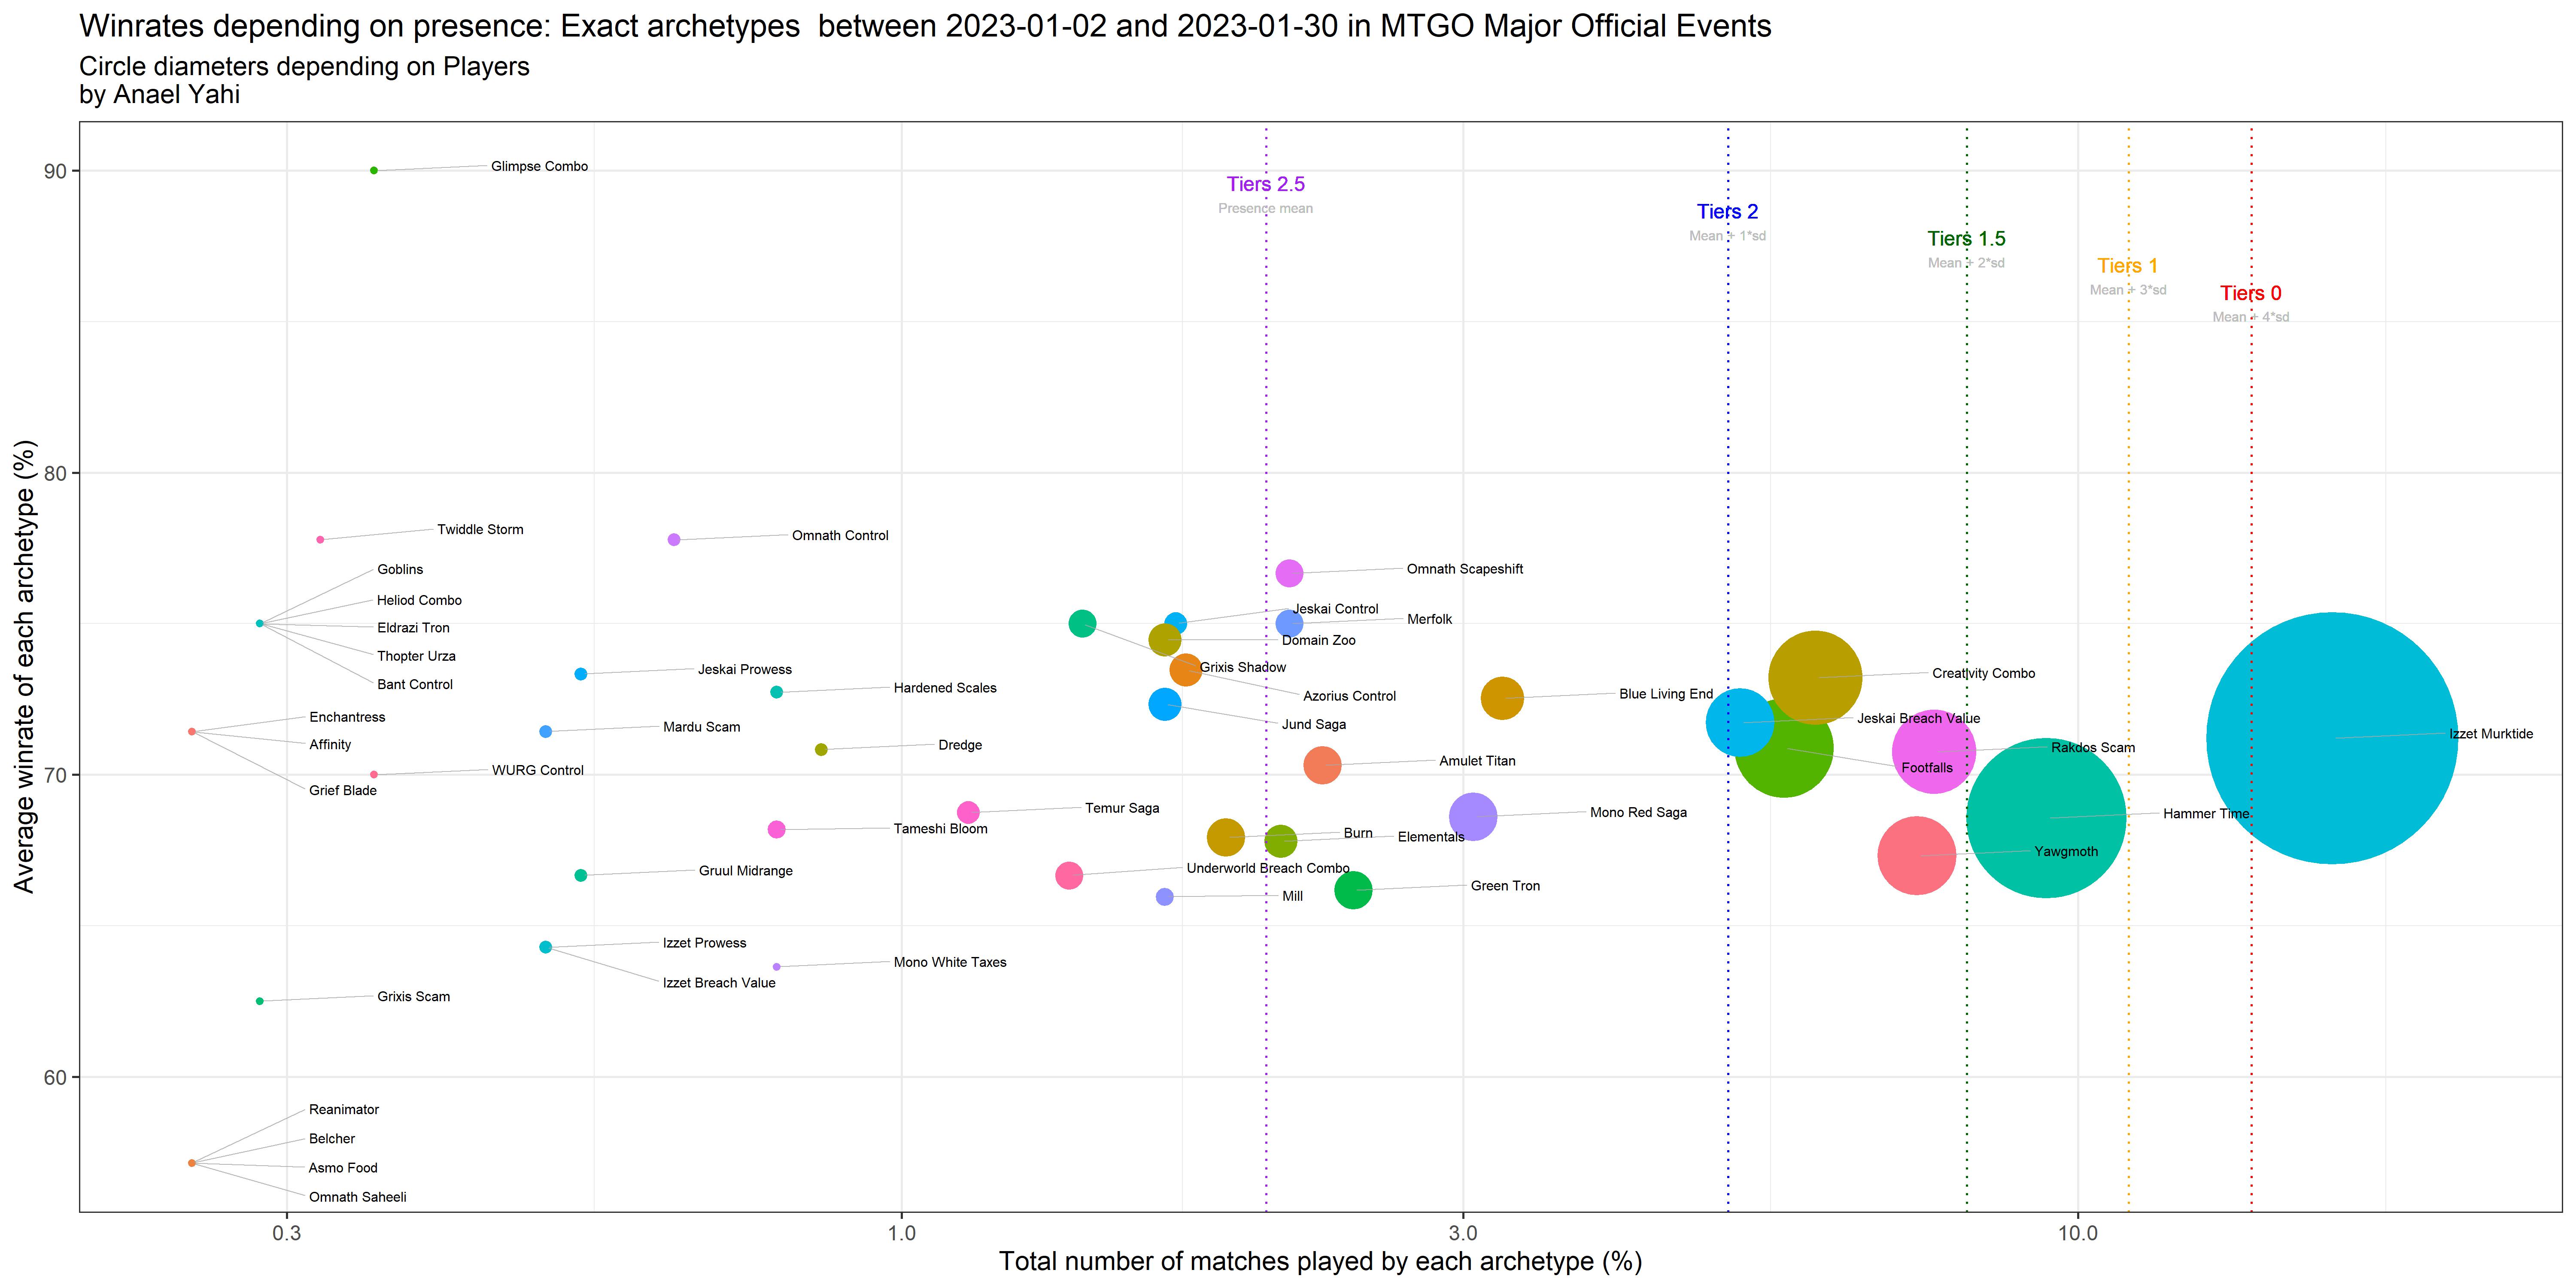 Winrates depending on presence: Exact archetypes  between 2023-01-02 and 2023-01-30 in MTGO Major Official Events
Circle diameters depending on Players
by Anael Yahi
90
Glimpse Combo
Tiers 2.5
Presence mean
Tiers 2
Mean + 1*sd
Tiers 1.5
Mean + 2*sd
Tiers 1
Mean + 3*sd
Tiers 0
Mean + 4*sd
80
Twiddle Storm
Omnath Control
Goblins
Omnath Scapeshift
Heliod Combo
Jeskai Control
Merfolk
Eldrazi Tron
Domain Zoo
Thopter Urza
Grixis Shadow
Jeskai Prowess
Creativity Combo
Bant Control
Hardened Scales
Azorius Control
Blue Living End
Enchantress
Jeskai Breach Value
Mardu Scam
Jund Saga
Izzet Murktide
Affinity
Dredge
Rakdos Scam
Amulet Titan
Footfalls
WURG Control
70
Grief Blade
Temur Saga
Mono Red Saga
Hammer Time
Tameshi Bloom
Burn
Elementals
Yawgmoth
Underworld Breach Combo
Gruul Midrange
Green Tron
Mill
Izzet Prowess
Mono White Taxes
Izzet Breach Value
Grixis Scam
60
Reanimator
Belcher
Asmo Food
Omnath Saheeli
0.3
1.0
3.0
10.0
Total number of matches played by each archetype (%)
Average winrate of each archetype (%)